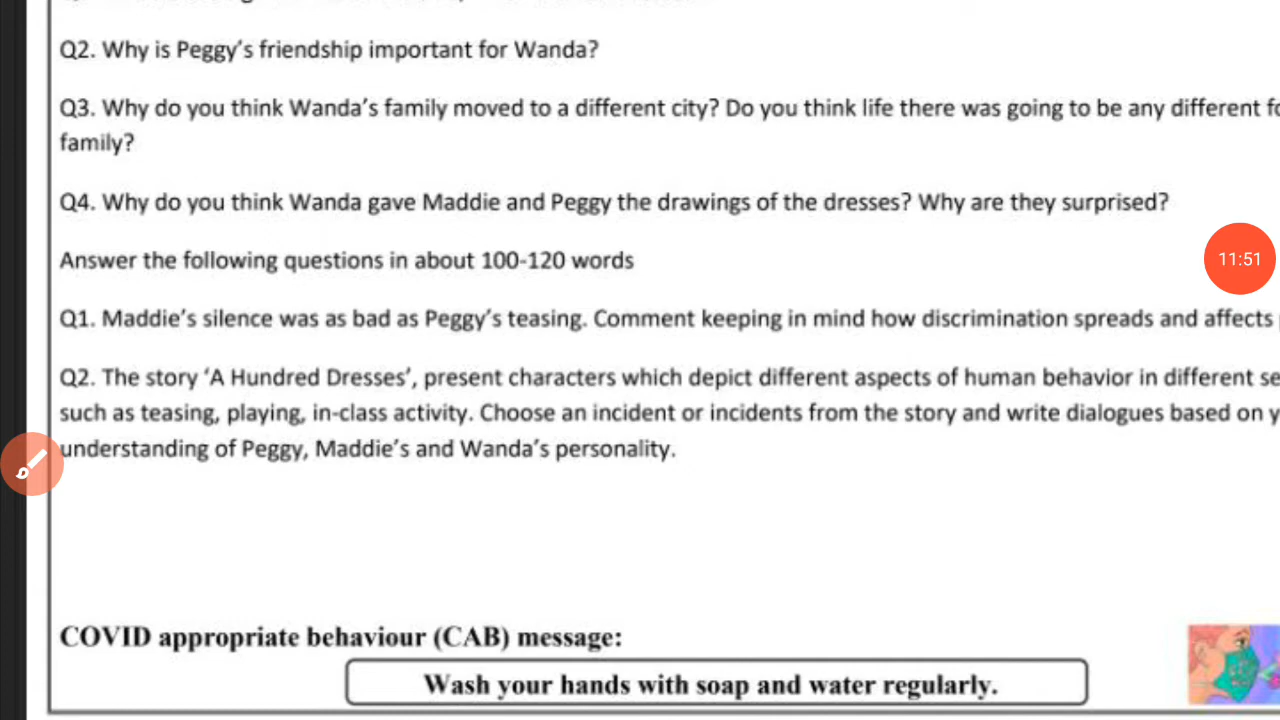 Q2. Why is Peggy’s friendship important for Wanda?
Q3. Why do you think Wanda’s family moved to a different city? Do you think life there was going to be any different
family?
Q4. Why do you think Wanda gave Maddie and Peggy the drawings of the dresses? Why are they surprised?
Answer the following questions in about 100-120 words
11:51
Q1. Maddie’s silence was as bad as Peggy’s teasing. Comment keeping in mind how discrimination spreads and affects
Q2. The story ‘A Hundred Dresses’, present characters which depict different aspects of human behavior in different
such as teasing, playing, in-class activity. Choose an incident or incidents from the story and write dialogues based on
understanding of Peggy, Maddie’s and Wanda’s personality.
COVID appropriate behaviour (CAB) message:
Wash your hands with soap and water regularly.